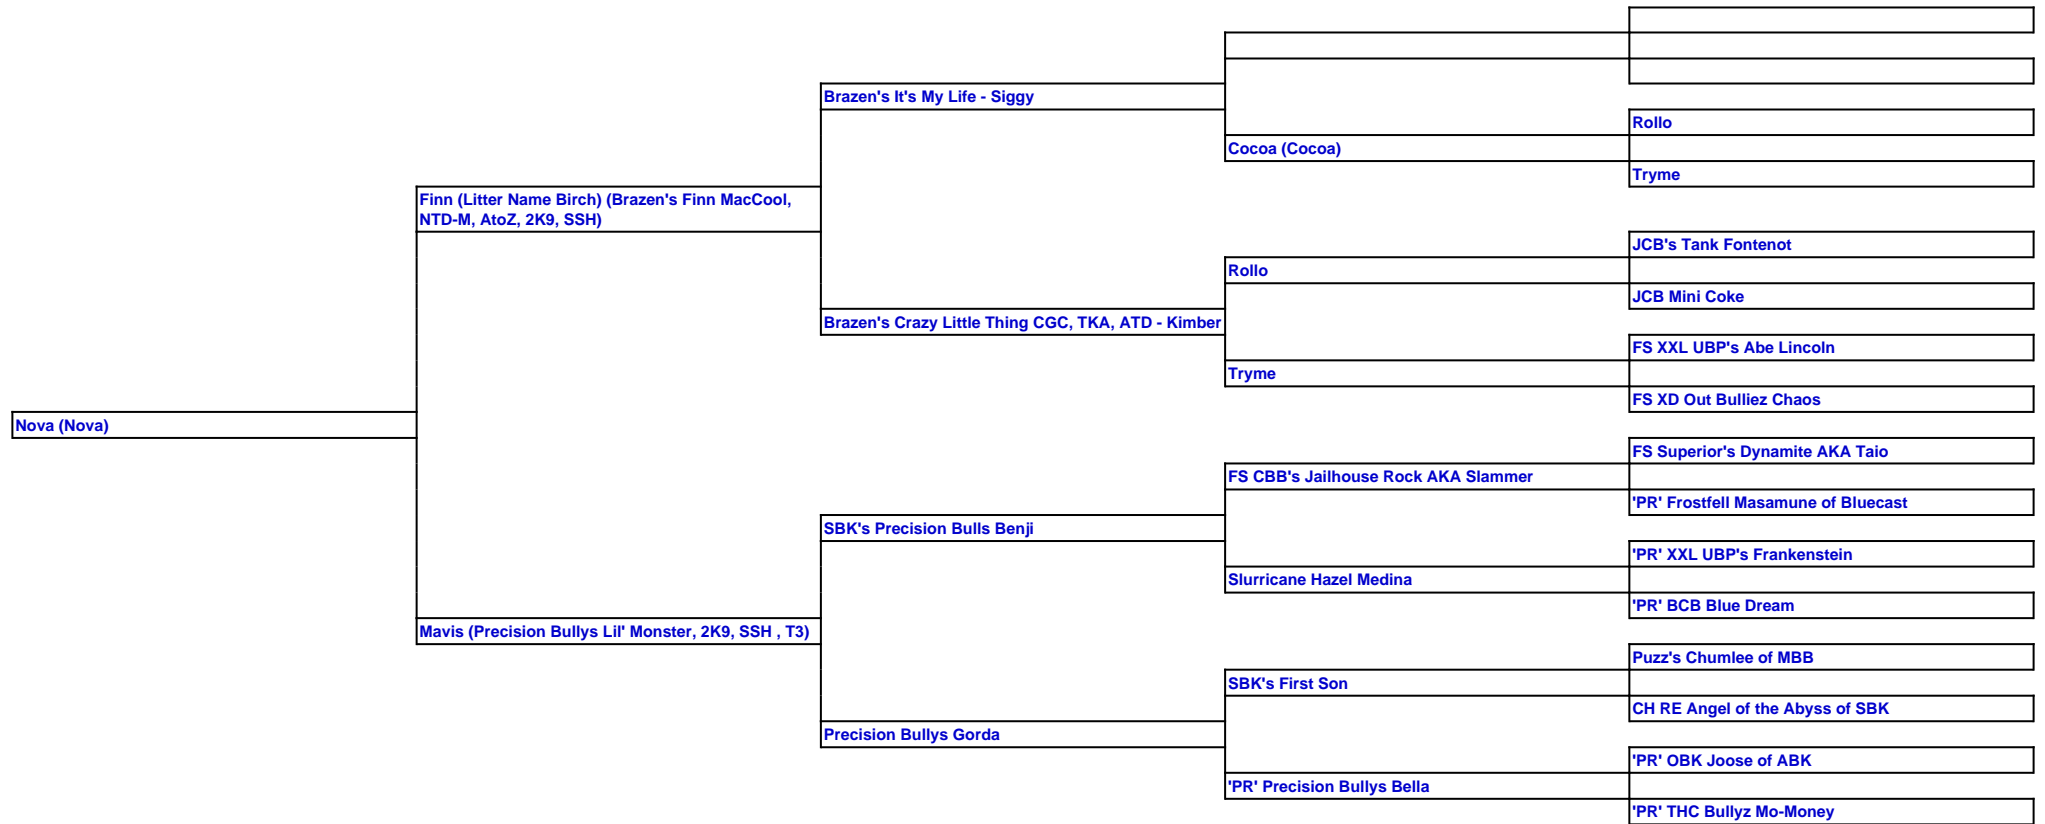 Brazen's It's My Life - Siggy
Rollo
Cocoa (Cocoa)
Tryme
Finn (Litter Name Birch) (Brazen's Finn MacCool,
NTD-M, AtoZ, 2K9, SSH)
JCB's Tank Fontenot
Rollo
JCB Mini Coke
Brazen's Crazy Little Thing CGC, TKA, ATD - Kimber
FS XXL UBP's Abe Lincoln
Tryme
FS XD Out Bulliez Chaos
Nova (Nova)
FS Superior's Dynamite AKA Taio
FS CBB's Jailhouse Rock AKA Slammer
'PR' Frostfell Masamune of Bluecast
SBK's Precision Bulls Benji
'PR' XXL UBP's Frankenstein
Slurricane Hazel Medina
'PR' BCB Blue Dream
Mavis (Precision Bullys Lil' Monster, 2K9, SSH , T3)
Puzz's Chumlee of MBB
SBK's First Son
CH RE Angel of the Abyss of SBK
Precision Bullys Gorda
'PR' OBK Joose of ABK
'PR' Precision Bullys Bella
'PR' THC Bullyz Mo-Money